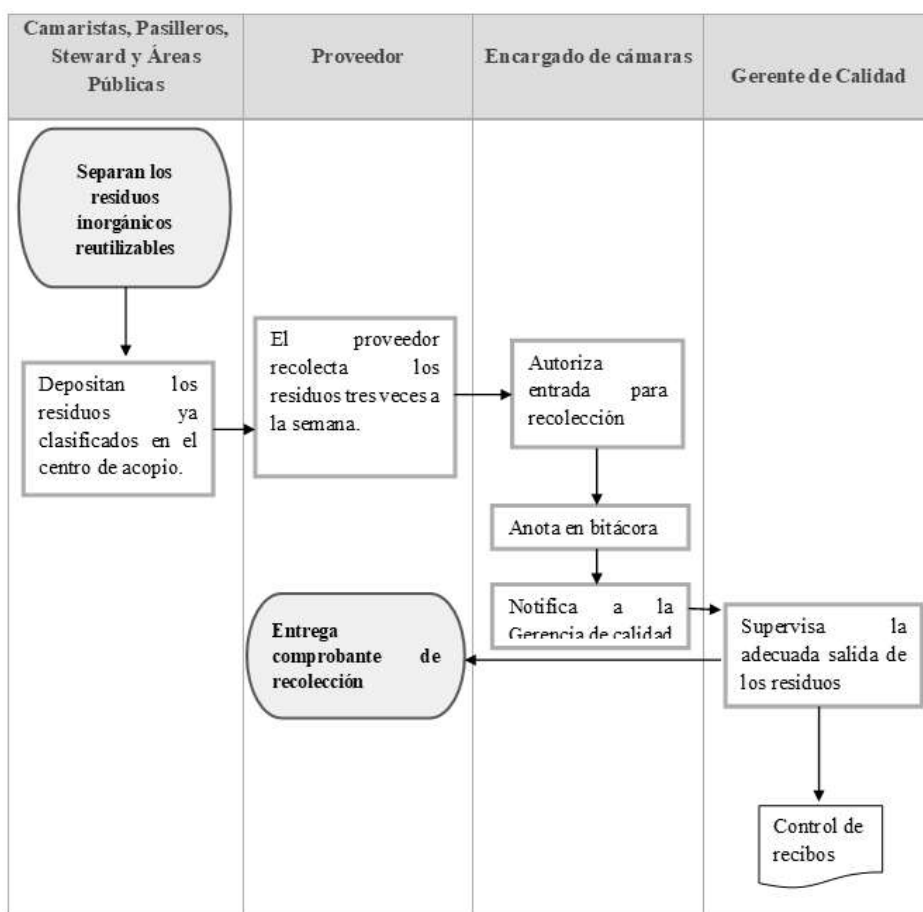 Camaristas, Pasilleros,
Steward y Áreas
Públicas
Proveedor
Encargado de cámaras
Gerente de Calidad
Separan los
residuos
inorgánicos
reutilizables
Depositan los
residuos ya
clasificados en el
centro de acopio.
El proveedor
recolecta los
residuos tres veces a
la semana.
Autoriza
entrada para
recolección
Anota en bitácora
Notifica a la
Gerencia de calidad
Entrega
comprobante de
recolección
Supervisa la
adecuada salida de
los residuos
Control de
recibos